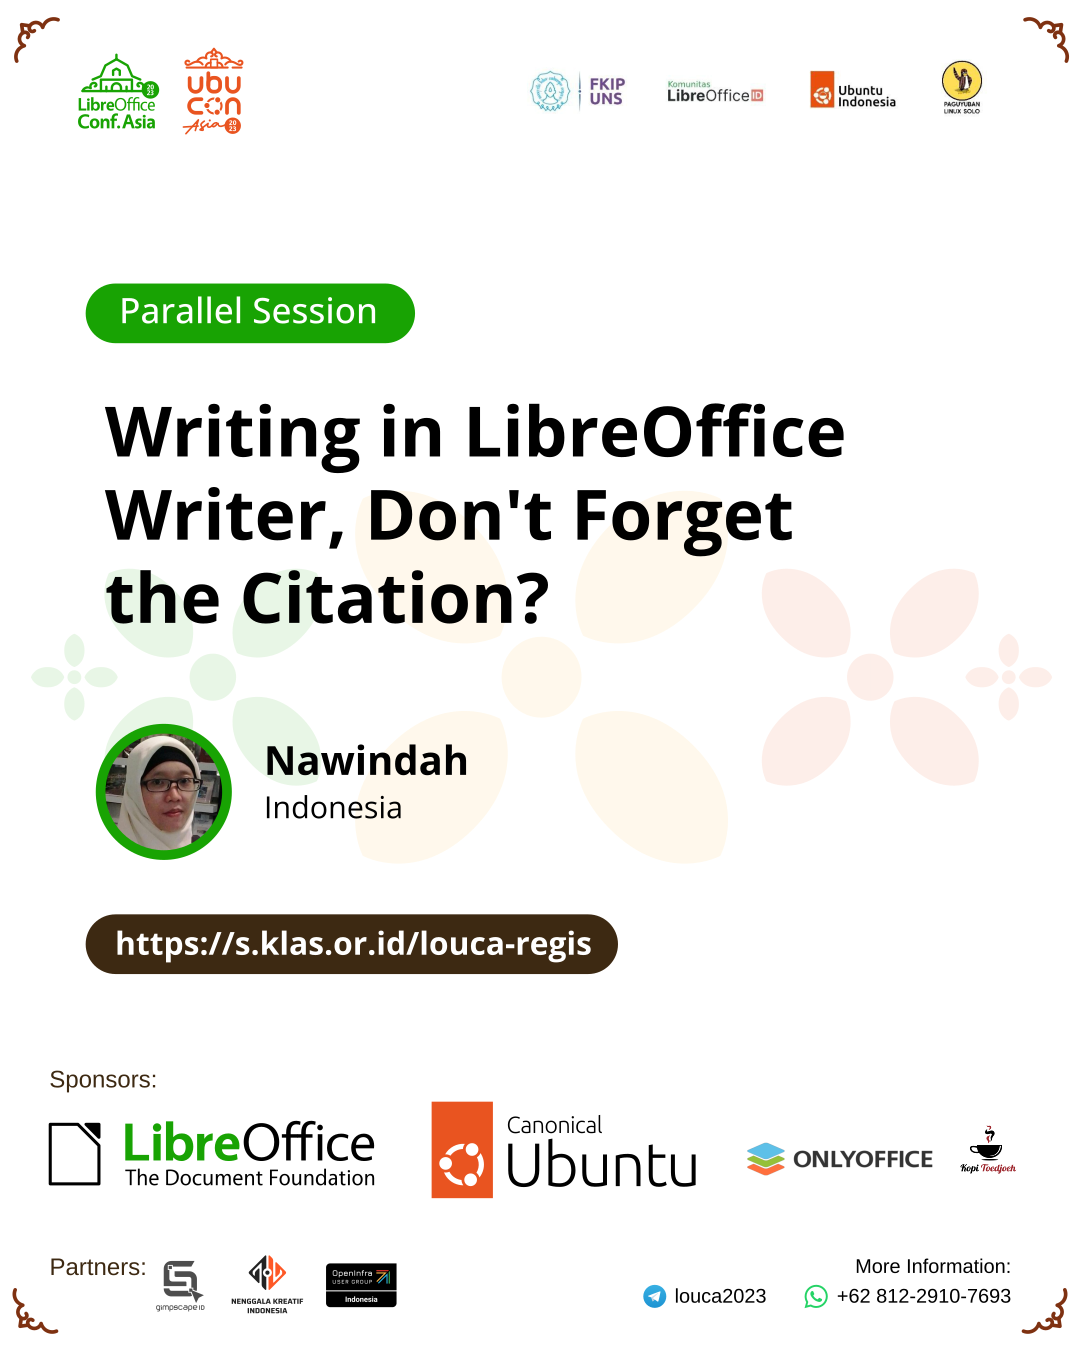 LibreOffice
Conf. Asia
2023
ubu
con
Asia
2023
FKIP
UNS
Komunitas
LibreOffice ID
Ubuntu
Indonesia
PAGUYUBAN
LINUX SOLO
Parallel Session
Writing in LibreOffice
Writer, Don't Forget
the Citation?
Nawindah
Indonesia
https://s.klas.or.id/louca-regis
Sponsors:
LibreOffice
The Document Foundation
Canonical
Ubuntu
ONLYOFFICE
Kopi Toedjoeh
Partners:
gimpscape ID
NENGGALA KREATIF
INDONESIA
OpenInfra
USER GROUP
Indonesia
More Information:
louca2023
+62 812-2910-7693